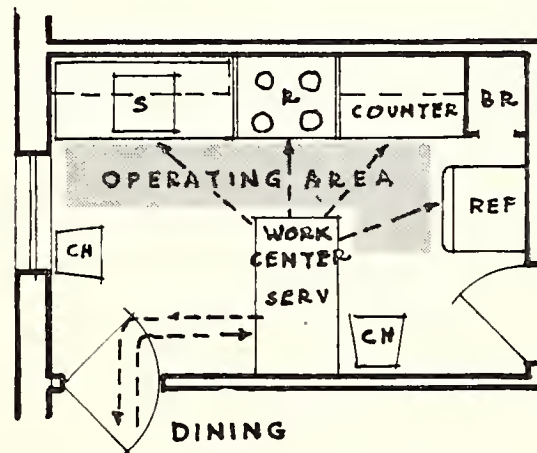 S
R
COUNTER
BR
OPERATING AREA
REF
WORK
CENTER
SERV
CH
CH
DINING